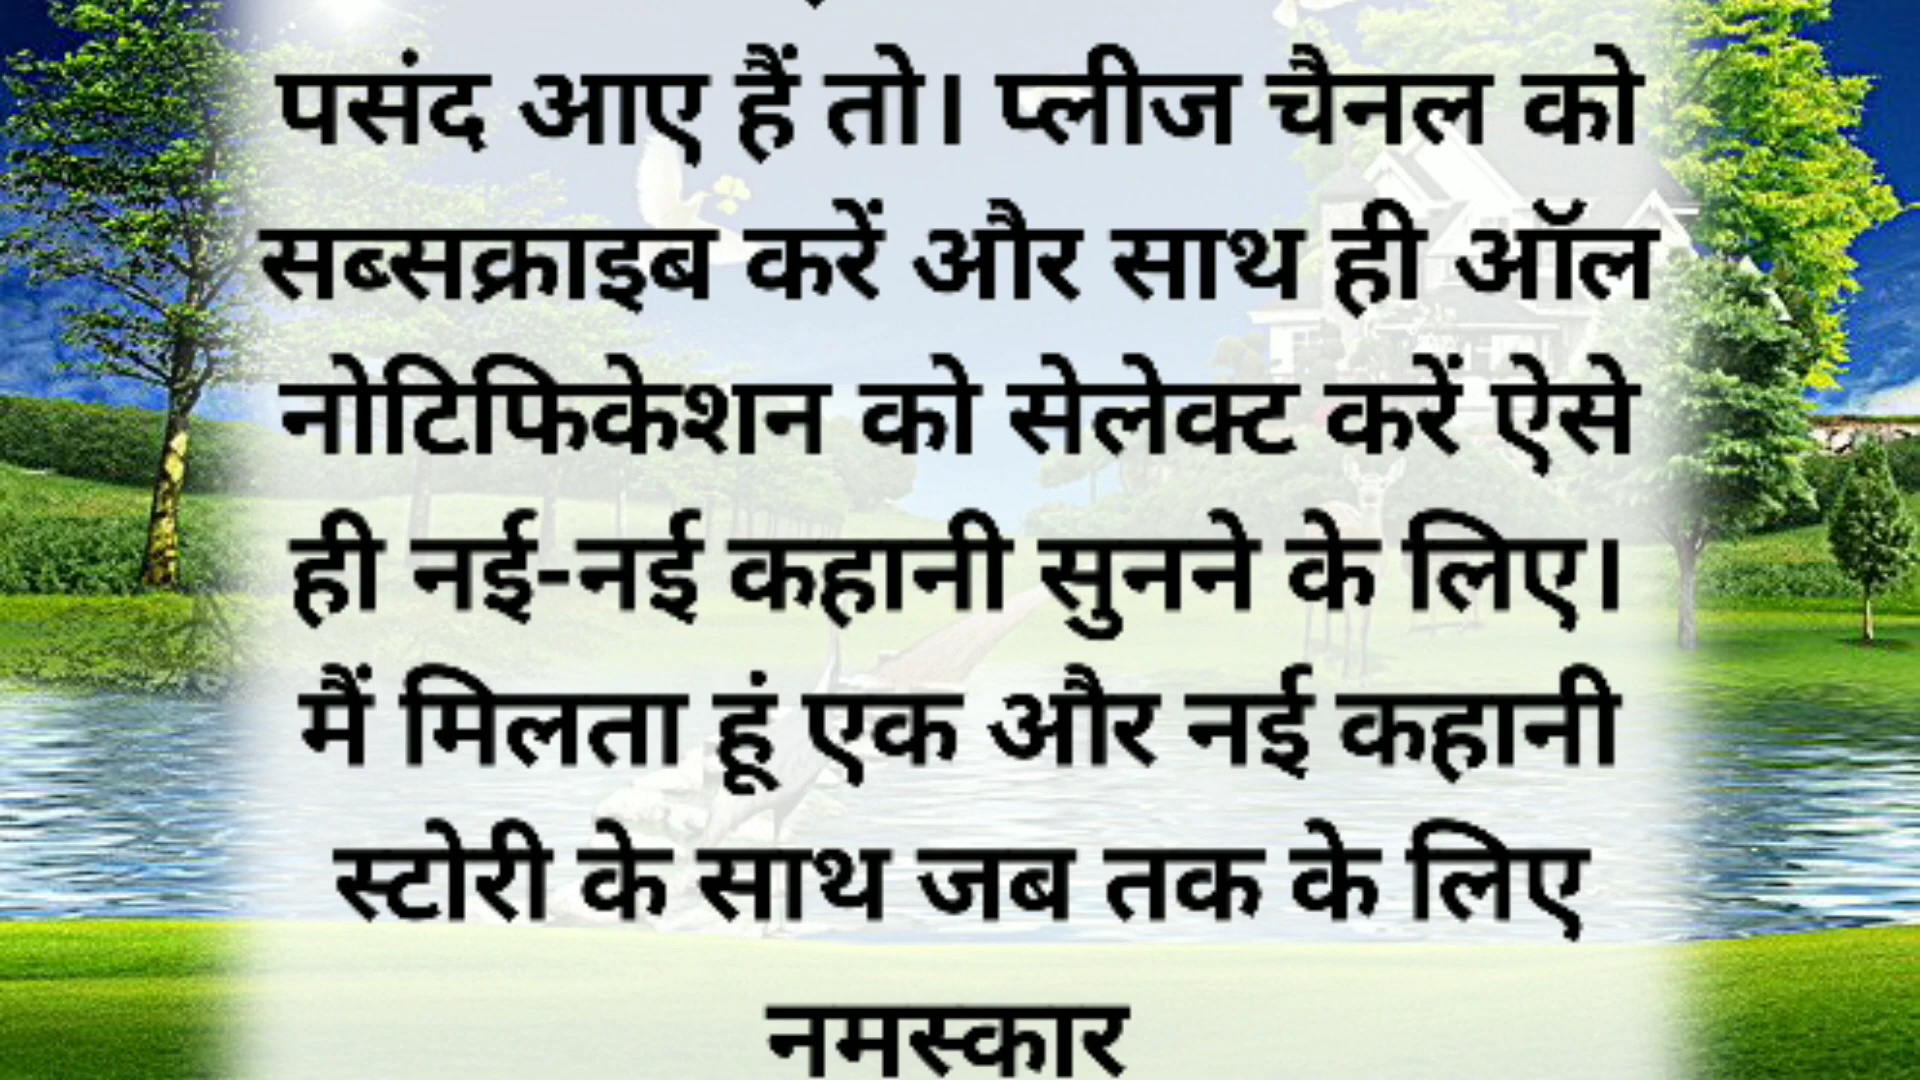 पसंद आए हैं तो। प्लीज चैनल को
सब्सक्राइब करें और साथ ही ऑल
नोटिफिकेशन को सेलेक्ट करें ऐसे
ही नई-नई कहानी सुनने के लिए।
मैं मिलता हूं एक और नई कहानी
स्टोरी के साथ जब तक के लिए
नमस्कार